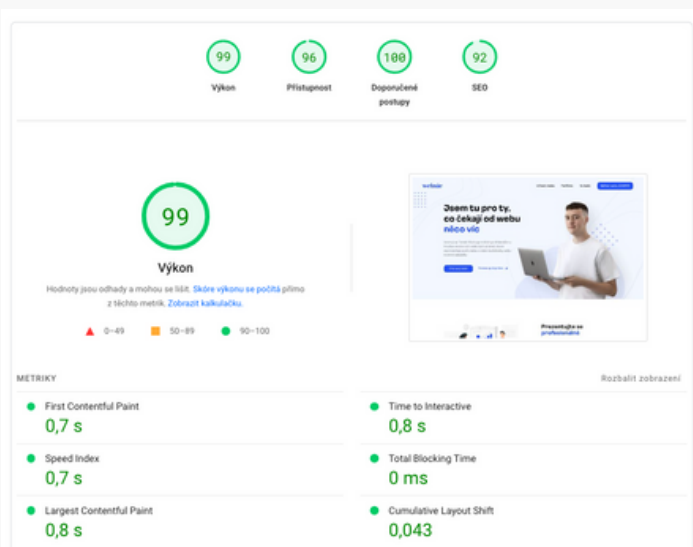 99
96
100
92
Výkon
Přístupnost
Doporučené
postupy
SEO
99
Výkon
Hodnoty jsou odhady a mohou se lišit. Skóre výkonu se počítá přímo
z těchto metrik. Zobrazit kalkulačku.
0–49
50–89
90–100
Jsem tu pro ty,
co čekají od webu
něco víc
Prezentujte se
profesionálně
METRIKY
Rozbalit zobrazení
First Contentful Paint
0,7 s
Time to Interactive
0,8 s
Speed Index
0,7 s
Total Blocking Time
0 ms
Largest Contentful Paint
0,8 s
Cumulative Layout Shift
0,043